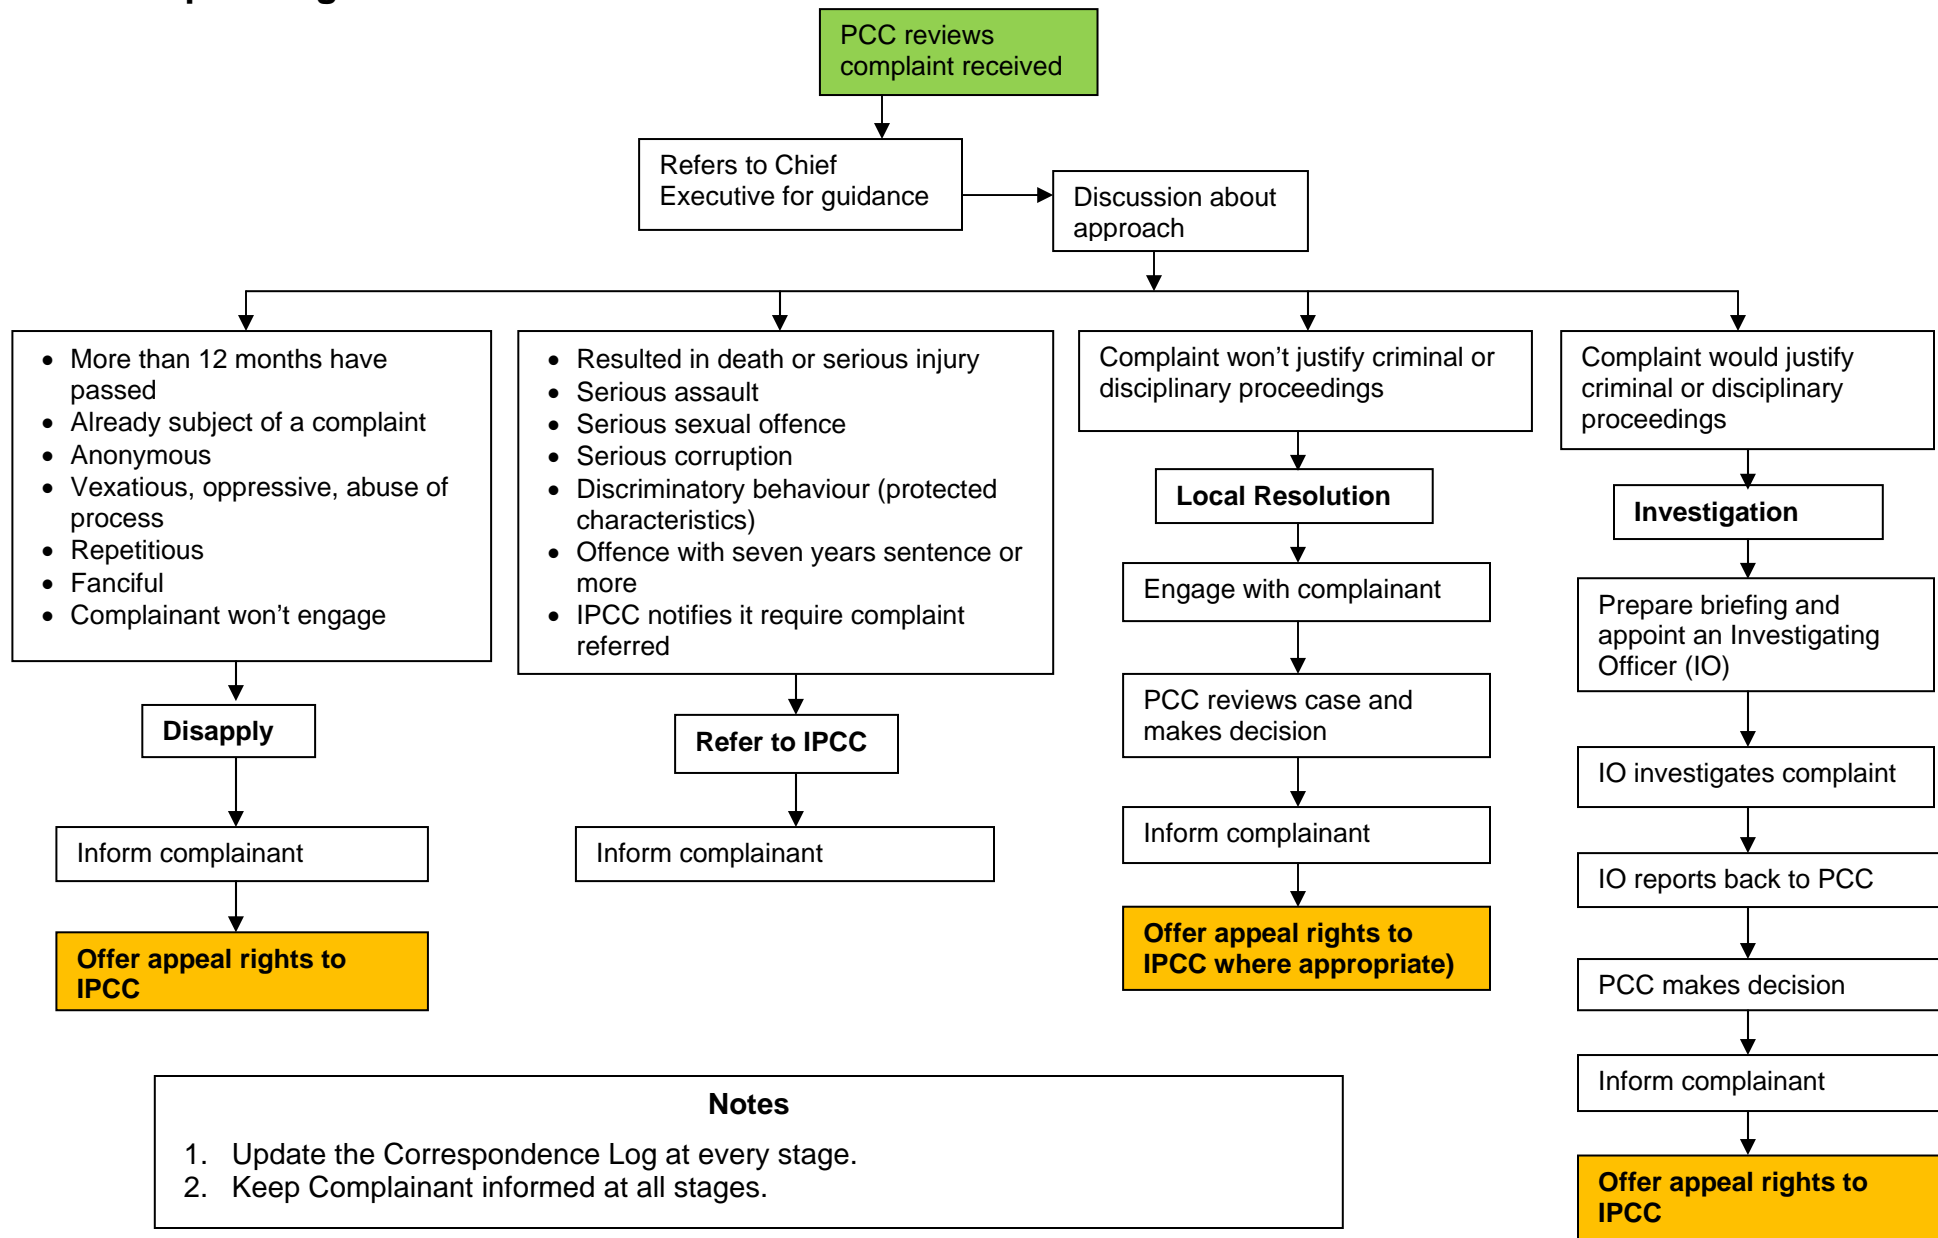 PCC reviews
complaint received
Refers to Chief
Executive for guidance
Discussion about
approach
• More than 12 months have
passed
• Already subject of a complaint
• Anonymous
• Vexatious, oppressive, abuse of
process
• Repetitious
• Fanciful
• Complainant won’t engage
Disapply
Inform complainant
Offer appeal rights to
IPCC
• Resulted in death or serious injury
• Serious assault
• Serious sexual offence
• Serious corruption
• Discriminatory behaviour (protected
characteristics)
• Offence with seven years sentence or
more
• IPCC notifies it require complaint
referred
Refer to IPCC
Inform complainant
Complaint won’t justify criminal or
disciplinary proceedings
Local Resolution
Engage with complainant
PCC reviews case and
makes decision
Inform complainant
Offer appeal rights to
IPCC where appropriate)
Complaint would justify
criminal or disciplinary
proceedings
Investigation
Prepare briefing and
appoint an Investigating
Officer (IO)
IO investigates complaint
IO reports back to PCC
PCC makes decision
Inform complainant
Offer appeal rights to
IPCC
Notes
1. Update the Correspondence Log at every stage.
2. Keep Complainant informed at all stages.